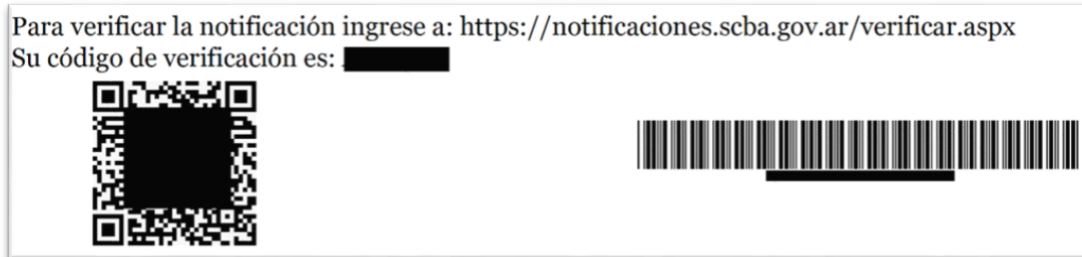 Para verificar la notificación ingrese a: https://notificaciones.scba.gov.ar/verificar.aspx
Su código de verificación es: